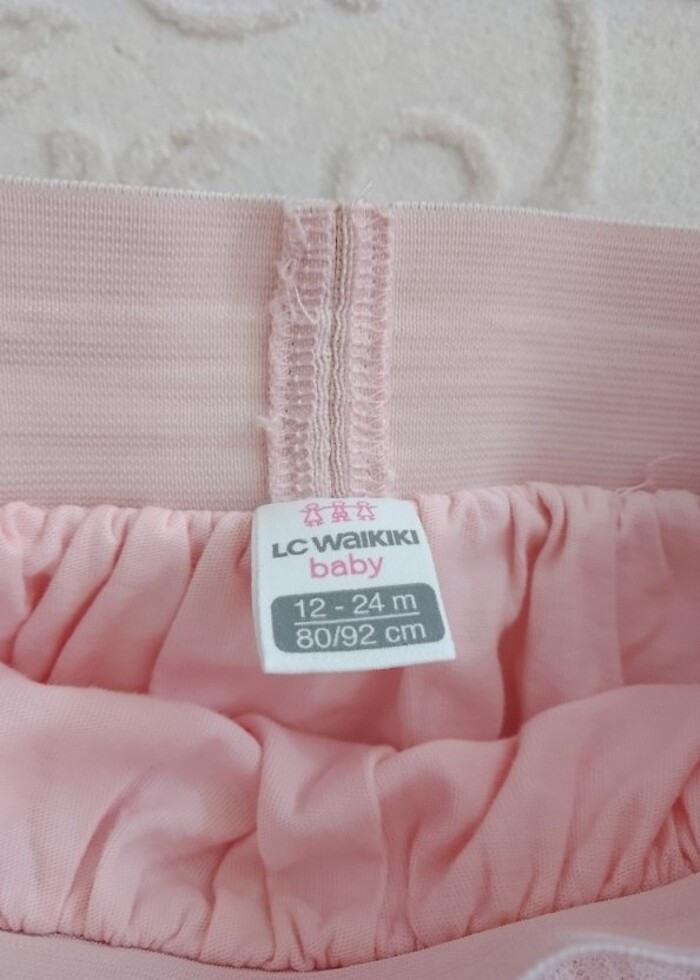 LC WAIKIKI
baby
12 - 24 m
80/92 cm